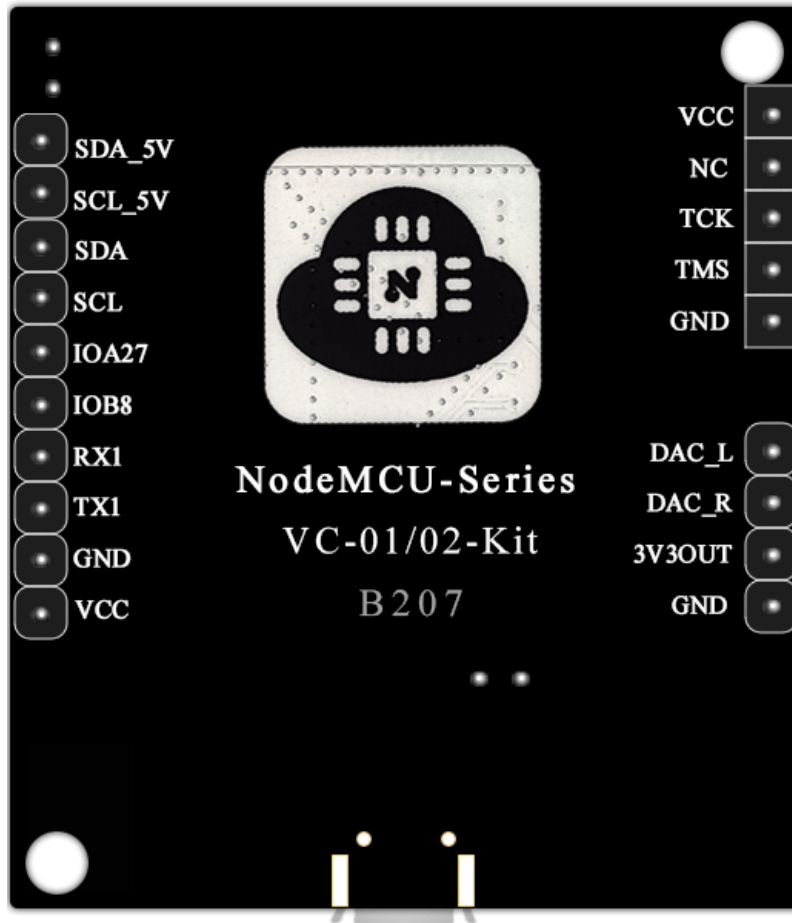 SDA_5V
SCL_5V
SDA
SCL
IOA27
IOB8
RX1
TX1
GND
VCC
N
NodeMCU-Series
VC-01/02-Kit
B207
VCC
NC
TCK
TMS
GND
DAC_L
DAC_R
3V3OUT
GND